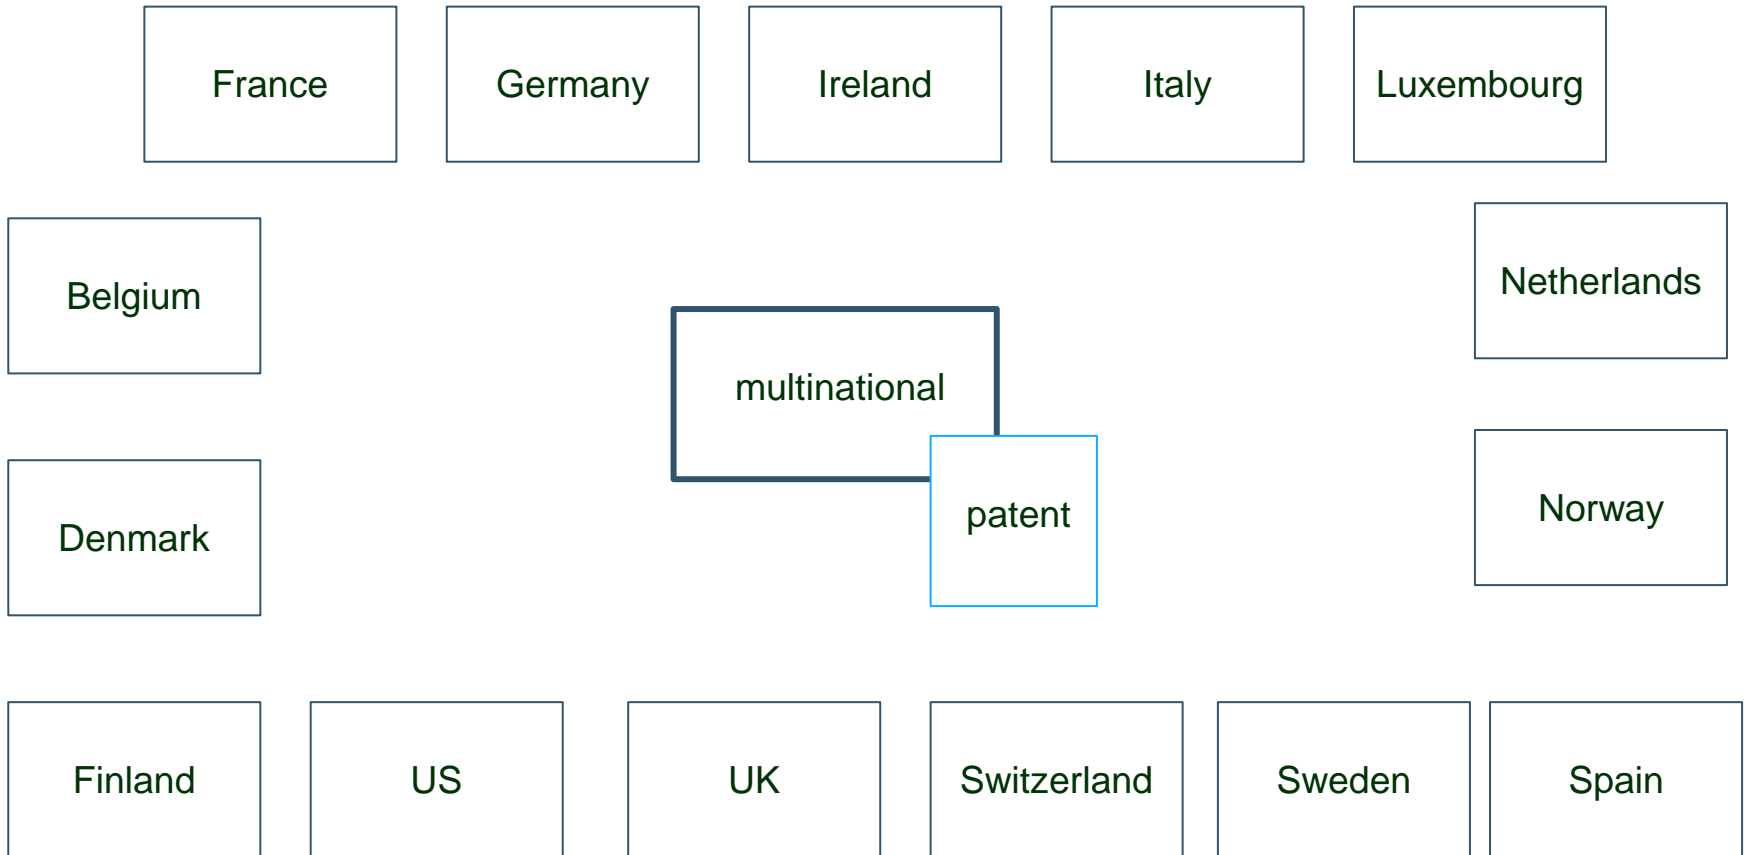 France
Germany
Ireland
Italy
Luxembourg
Belgium
Netherlands
multinational
patent
Denmark
Norway
Finland
US
UK
Switzerland
Sweden
Spain